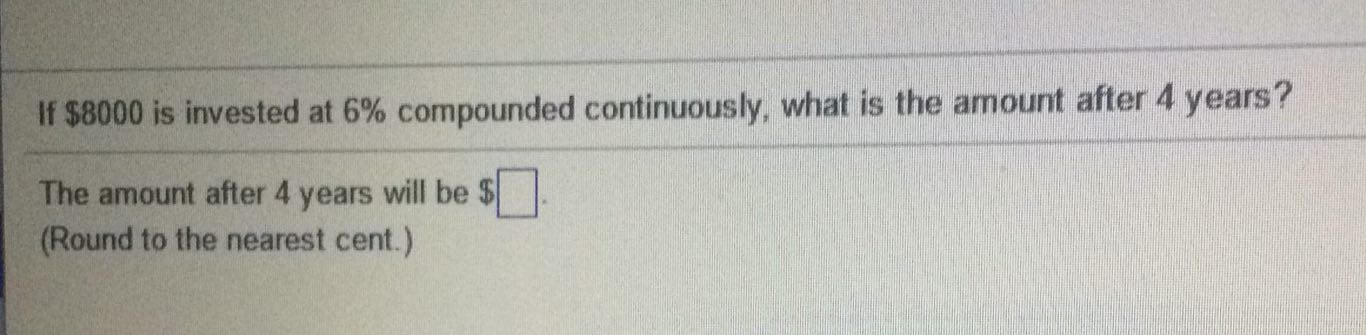 If $8000 is invested at 6% compounded continuously, what is the amount after 4 years?
The amount after 4 years will be $ .
(Round to the nearest cent.)